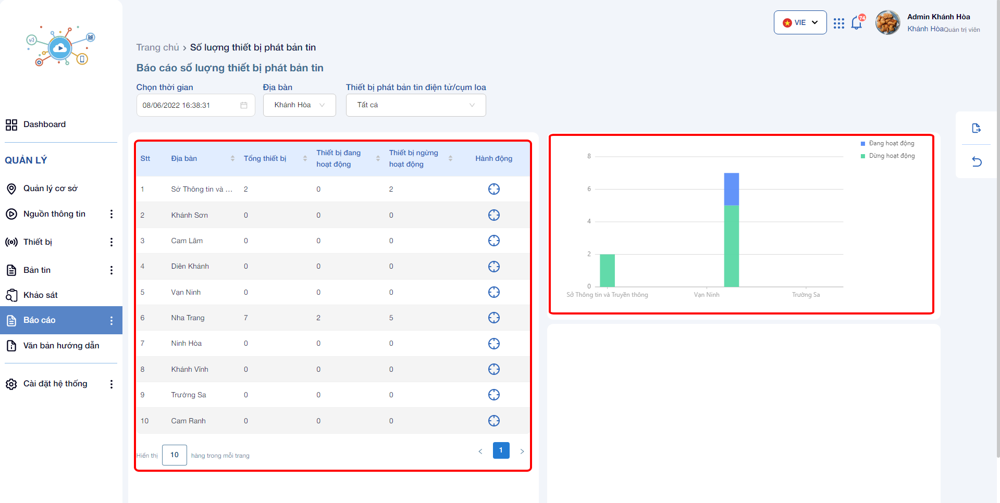 VIE
74
Admin Khánh Hòa
Khánh HòaQuản trị viên
Trang chủ > Số lượng thiết bị phát bản tin
Báo cáo số lượng thiết bị phát bản tin
Chọn thời gian
Địa bàn
Thiết bị phát bản tin điện tử/cụm loa
08/06/2022 16:38:31
Khánh Hòa
Tất cả
Dashboard
QUẢN LÝ
Quản lý cơ sở
Nguồn thông tin
Thiết bị
Bản tin
Khảo sát
Báo cáo
Văn bản hướng dẫn
Cài đặt hệ thống
Stt Địa bàn Tổng thiết bị Thiết bị đang hoạt động Thiết bị ngừng hoạt động Hành động
1 Sở Thông tin và ... 2 0 2
2 Khánh Sơn 0 0 0
3 Cam Lâm 0 0 0
4 Diên Khánh 0 0 0
5 Vạn Ninh 0 0 0
6 Nha Trang 7 2 5
7 Ninh Hòa 0 0 0
8 Khánh Vĩnh 0 0 0
9 Trường Sa 0 0 0
10 Cam Ranh 0 0 0
Hiển thị 10 hàng trong mỗi trang
< 1 >
Đang hoạt động
Dừng hoạt động
8
6
4
2
0
Sở Thông tin và Truyền thông Vạn Ninh Trường Sa